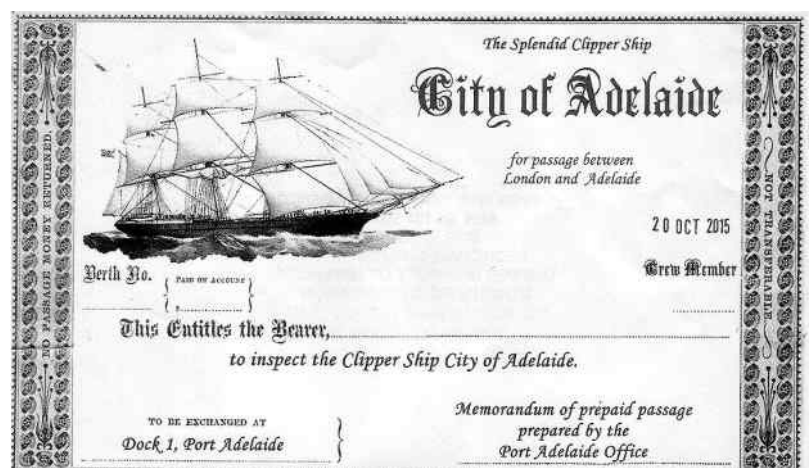 The Splendid Clipper Ship
City of Adelaide
for passage between
London and Adelaide
20 OCT 2015
Berth No.
PAID ON ACCOUNT
Crew Member
This Entitles the Bearer,
to inspect the Clipper Ship City of Adelaide.
TO BE EXCHANGED AT
Dock 1, Port Adelaide
Memorandum of prepaid passage
prepared by the
Port Adelaide Office
NO PASSAGE MONEY RETURNED.
NOT TRANSFERABLE